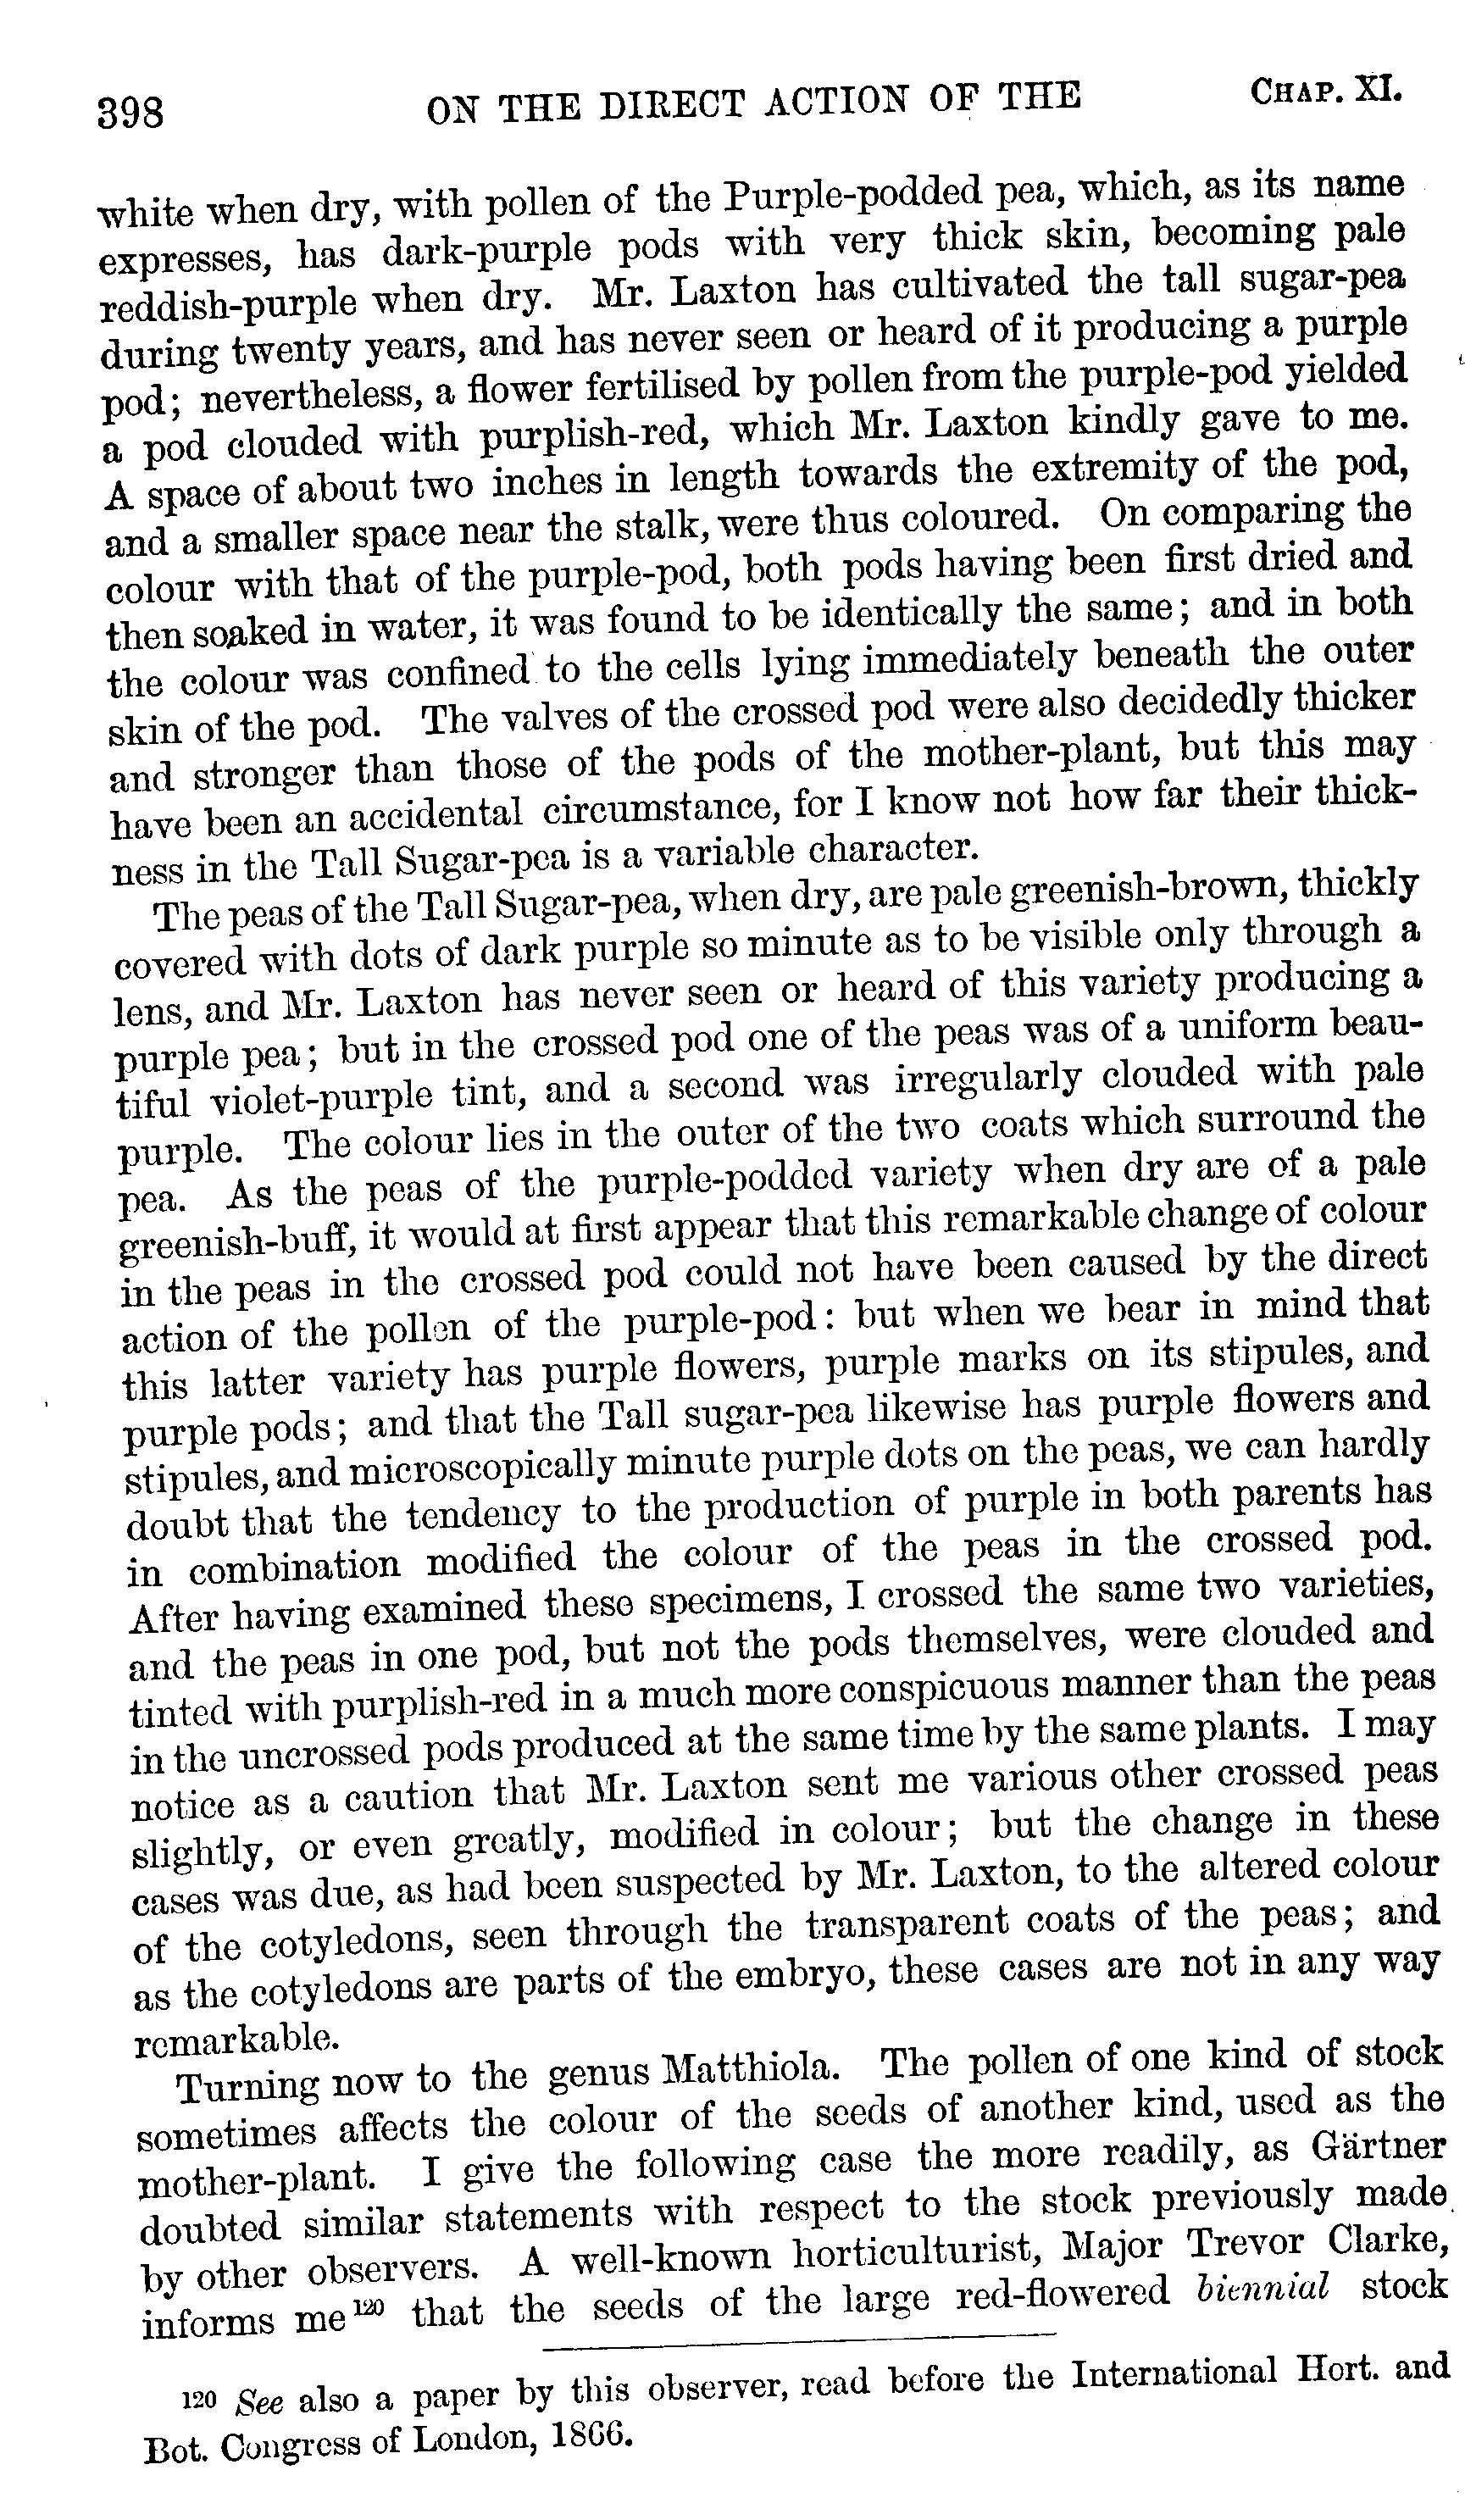 398 ON THE DIRECT ACTION OF THE CHAP. XI.
white when dry, with pollen of the Purple-podded pea, which, as its name
expresses, has dark-purple pods with very thick skin, becoming pale
reddish-purple when dry. Mr. Laxton has cultivated the tall sugar-pea
during twenty years, and has never seen or heard of it producing a purple
pod; nevertheless, a flower fertilised by pollen from the purple-pod yielded
a pod clouded with purplish-red, which Mr. Laxton kindly gave to me.
A space of about two inches in length towards the extremity of the pod,
and a smaller space near the stalk, were thus coloured. On comparing the
colour with that of the purple-pod, both pods having been first dried and
then soaked in water, it was found to be identically the same; and in both
the colour was confined to the cells lying immediately beneath the outer
skin of the pod. The valves of the crossed pod were also decidedly thicker
and stronger than those of the pods of the mother-plant, but this may
have been an accidental circumstance, for I know not how far their thick-
ness in the Tall Sugar-pea is a variable character.
The peas of the Tall Sugar-pea, when dry, are pale greenish-brown, thickly
covered with dots of dark purple so minute as to be visible only through a
lens, and Mr. Laxton has never seen or heard of this variety producing a
purple pea; but in the crossed pod one of the peas was of a uniform beau-
tiful violet-purple tint, and a second was irregularly clouded with pale
purple. The colour lies in the outer of the two coats which surround the
pea. As the peas of the purple-podded variety when dry are of a pale
greenish-buff, it would at first appear that this remarkable change of colour
in the peas in the crossed pod could not have been caused by the direct
action of the pollen of the purple-pod: but when we bear in mind that
this latter variety has purple flowers, purple marks on its stipules, and
purple pods; and that the Tall sugar-pea likewise has purple flowers and
stipules, and microscopically minute purple dots on the peas, we can hardly
doubt that the tendency to the production of purple in both parents has
in combination modified the colour of the peas in the crossed pod.
After having examined these specimens, I crossed the same two varieties,
and the peas in one pod, but not the pods themselves, were clouded and
tinted with purplish-red in a much more conspicuous manner than the peas
in the uncrossed pods produced at the same time by the same plants. I may
notice as a caution that Mr. Laxton sent me various other crossed peas
slightly, or even greatly, modified in colour; but the change in these
cases was due, as had been suspected by Mr. Laxton, to the altered colour
of the cotyledons, seen through the transparent coats of the peas; and
as the cotyledons are parts of the embryo, these cases are not in any way
remarkable.
Turning now to the genus Matthiola. The pollen of one kind of stock
sometimes affects the colour of the seeds of another kind, used as the
mother-plant. I give the following case the more readily, as Gärtner
doubted similar statements with respect to the stock previously made
by other observers. A well-known horticulturist, Major Trevor Clarke,
informs me¹²⁰ that the seeds of the large red-flowered biennial stock
¹²⁰ See also a paper by this observer, read before the International Hort. and
Bot. Congress of London, 1866.